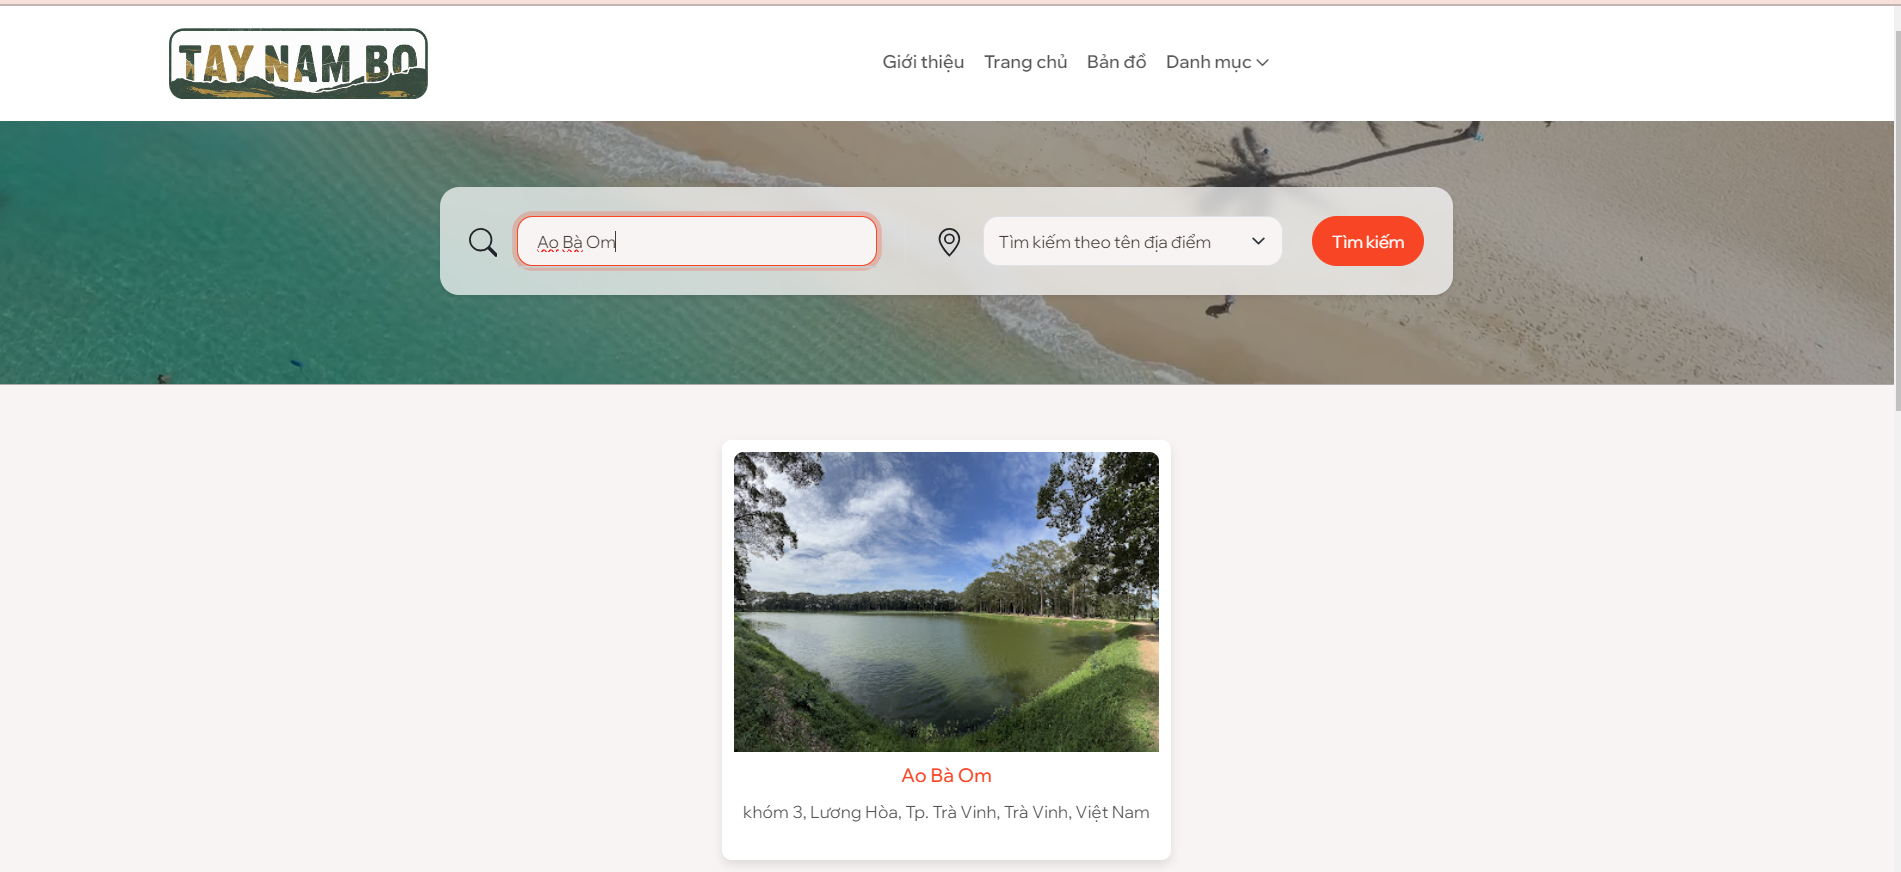 TAY NAM BO
Giới thiệu Trang chủ Bản đồ Danh mục
Ao Bà Om Tìm kiếm theo tên địa điểm Tìm kiếm
Ao Bà Om
khóm 3, Lương Hòa, Tp. Trà Vinh, Trà Vinh, Việt Nam